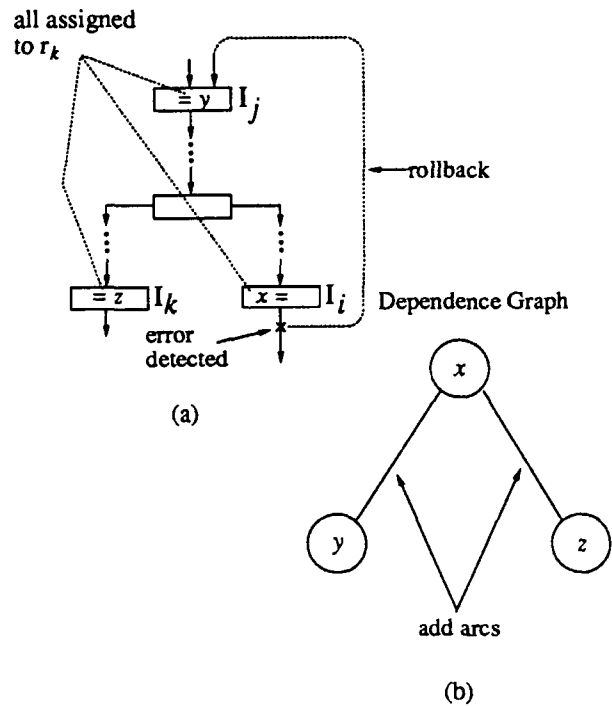 all assigned
to r_k
= y I_j
rollback
= z I_k
x = I_i
error
detected
(a)
Dependence Graph
x
y
z
add arcs
(b)